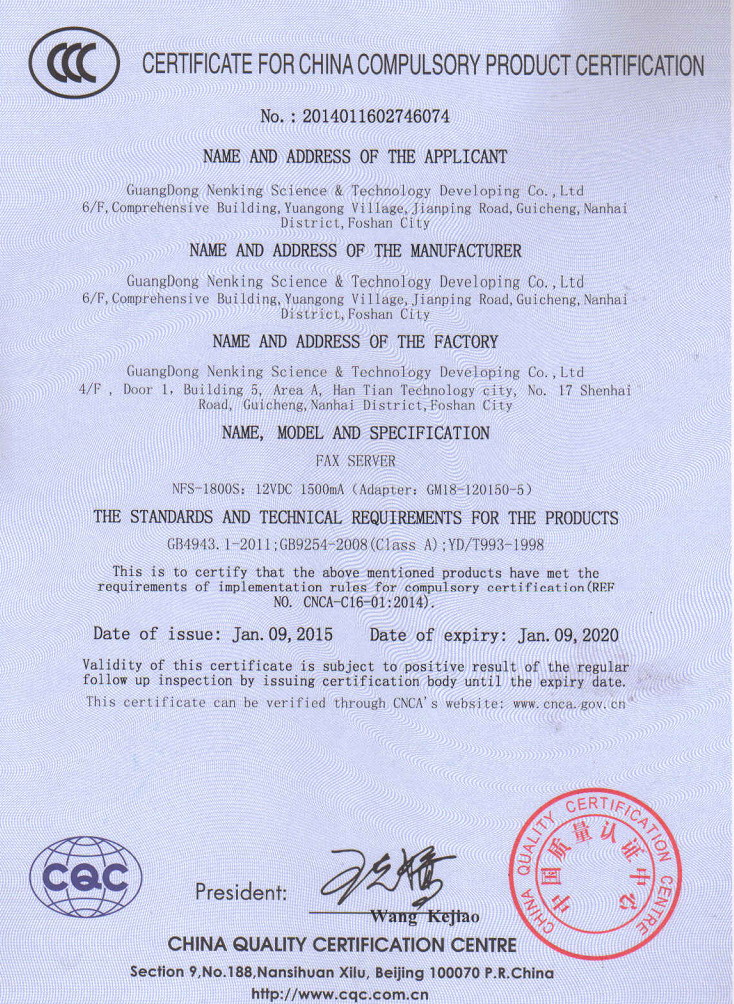 CCC
CERTIFICATE FOR CHINA COMPULSORY PRODUCT CERTIFICATION
No.: 2014011602746074
NAME AND ADDRESS OF THE APPLICANT
GuangDong Nenking Science & Technology Developing Co.,Ltd
6/F,Comprehensive Building,Yuangong Village,Jianping Road,Guicheng,Nanhai
District,Foshan City
NAME AND ADDRESS OF THE MANUFACTURER
GuangDong Nenking Science & Technology Developing Co.,Ltd
6/F,Comprehensive Building,Yuangong Village,Jianping Road,Guicheng,Nanhai
District,Foshan City
NAME AND ADDRESS OF THE FACTORY
GuangDong Nenking Science & Technology Developing Co.,Ltd
4/F , Door 1, Building 5, Area A, Han Tian Technology city, No. 17 Shenhai
Road, Guicheng,Nanhai District,Foshan City
NAME, MODEL AND SPECIFICATION
FAX SERVER
NFS-1800S: 12VDC 1500mA (Adapter: GM18-120150-5)
THE STANDARDS AND TECHNICAL REQUIREMENTS FOR THE PRODUCTS
GB4943.1-2011;GB9254-2008(Class A);YD/T993-1998
This is to certify that the above mentioned products have met the
requirements of implementation rules for compulsory certification(REF
NO. CNCA-C16-01:2014).
Date of issue: Jan.09,2015 Date of expiry: Jan.09,2020
Validity of this certificate is subject to positive result of the regular
follow up inspection by issuing certification body until the expiry date.
This certificate can be verified through CNCA's website: www.cnca.gov.cn
CHINA QUALITY CERTIFICATION CENTRE
中国质量认证中心
CQC
President:
王克娇
Wang Kejiao
CHINA QUALITY CERTIFICATION CENTRE
Section 9,No.188,Nansihuan Xilu, Beijing 100070 P.R.China
http://www.cqc.com.cn